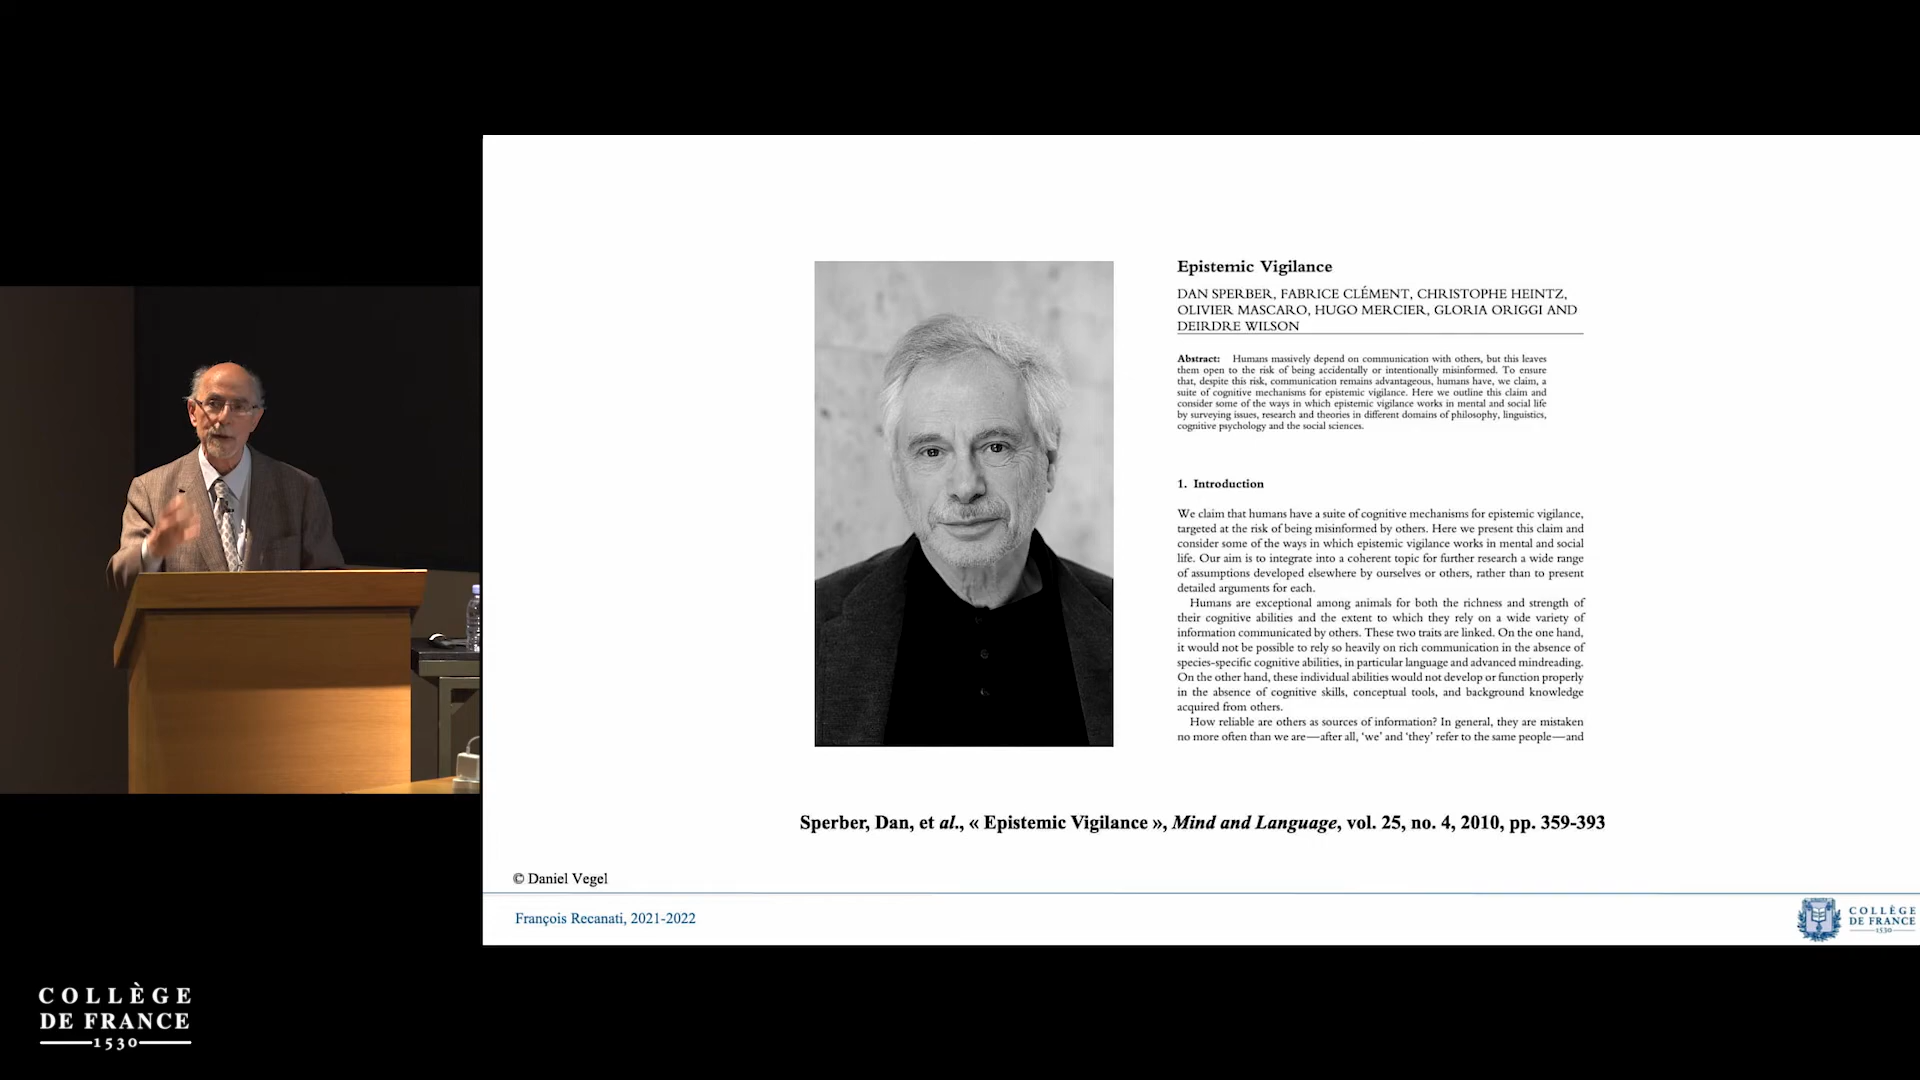 Epistemic Vigilance
DAN SPERBER, FABRICE CLÉMENT, CHRISTOPHE HEINTZ,
OLIVIER MASCARO, HUGO MERCIER, GLORIA ORIGGI AND
DEIRDRE WILSON
Abstract: Humans massively depend on communication with others, but this leaves
them open to the risk of being accidentally or intentionally misinformed. To ensure
that, despite this risk, communication remains advantageous, humans have, we claim, a
suite of cognitive mechanisms for epistemic vigilance. Here we outline this claim and
consider some of the ways in which epistemic vigilance works in mental and social life
by surveying issues, research and theories in different domains of philosophy, linguistics,
cognitive psychology and the social sciences.
1. Introduction
We claim that humans have a suite of cognitive mechanisms for epistemic vigilance,
targeted at the risk of being misinformed by others. Here we present this claim and
consider some of the ways in which epistemic vigilance works in mental and social
life. Our aim is to integrate into a coherent topic for further research a wide range
of assumptions developed elsewhere by ourselves or others, rather than to present
detailed arguments for each.
Humans are exceptional among animals for both the richness and strength of
their cognitive abilities and the extent to which they rely on a wide variety of
information communicated by others. These two traits are linked. On the one hand,
it would not be possible to rely so heavily on rich communication in the absence of
species-specific cognitive abilities, in particular language and advanced mindreading.
On the other hand, these individual abilities would not develop or function properly
in the absence of cognitive skills, conceptual tools, and background knowledge
acquired from others.
How reliable are others as sources of information? In general, they are mistaken
no more often than we are—after all, 'we' and 'they' refer to the same people—and
Sperber, Dan, et al., « Epistemic Vigilance », Mind and Language, vol. 25, no. 4, 2010, pp. 359-393
© Daniel Vegel
François Recanati, 2021-2022
COLLÈGE
DE FRANCE
1530
COLLÈGE
DE FRANCE
1530